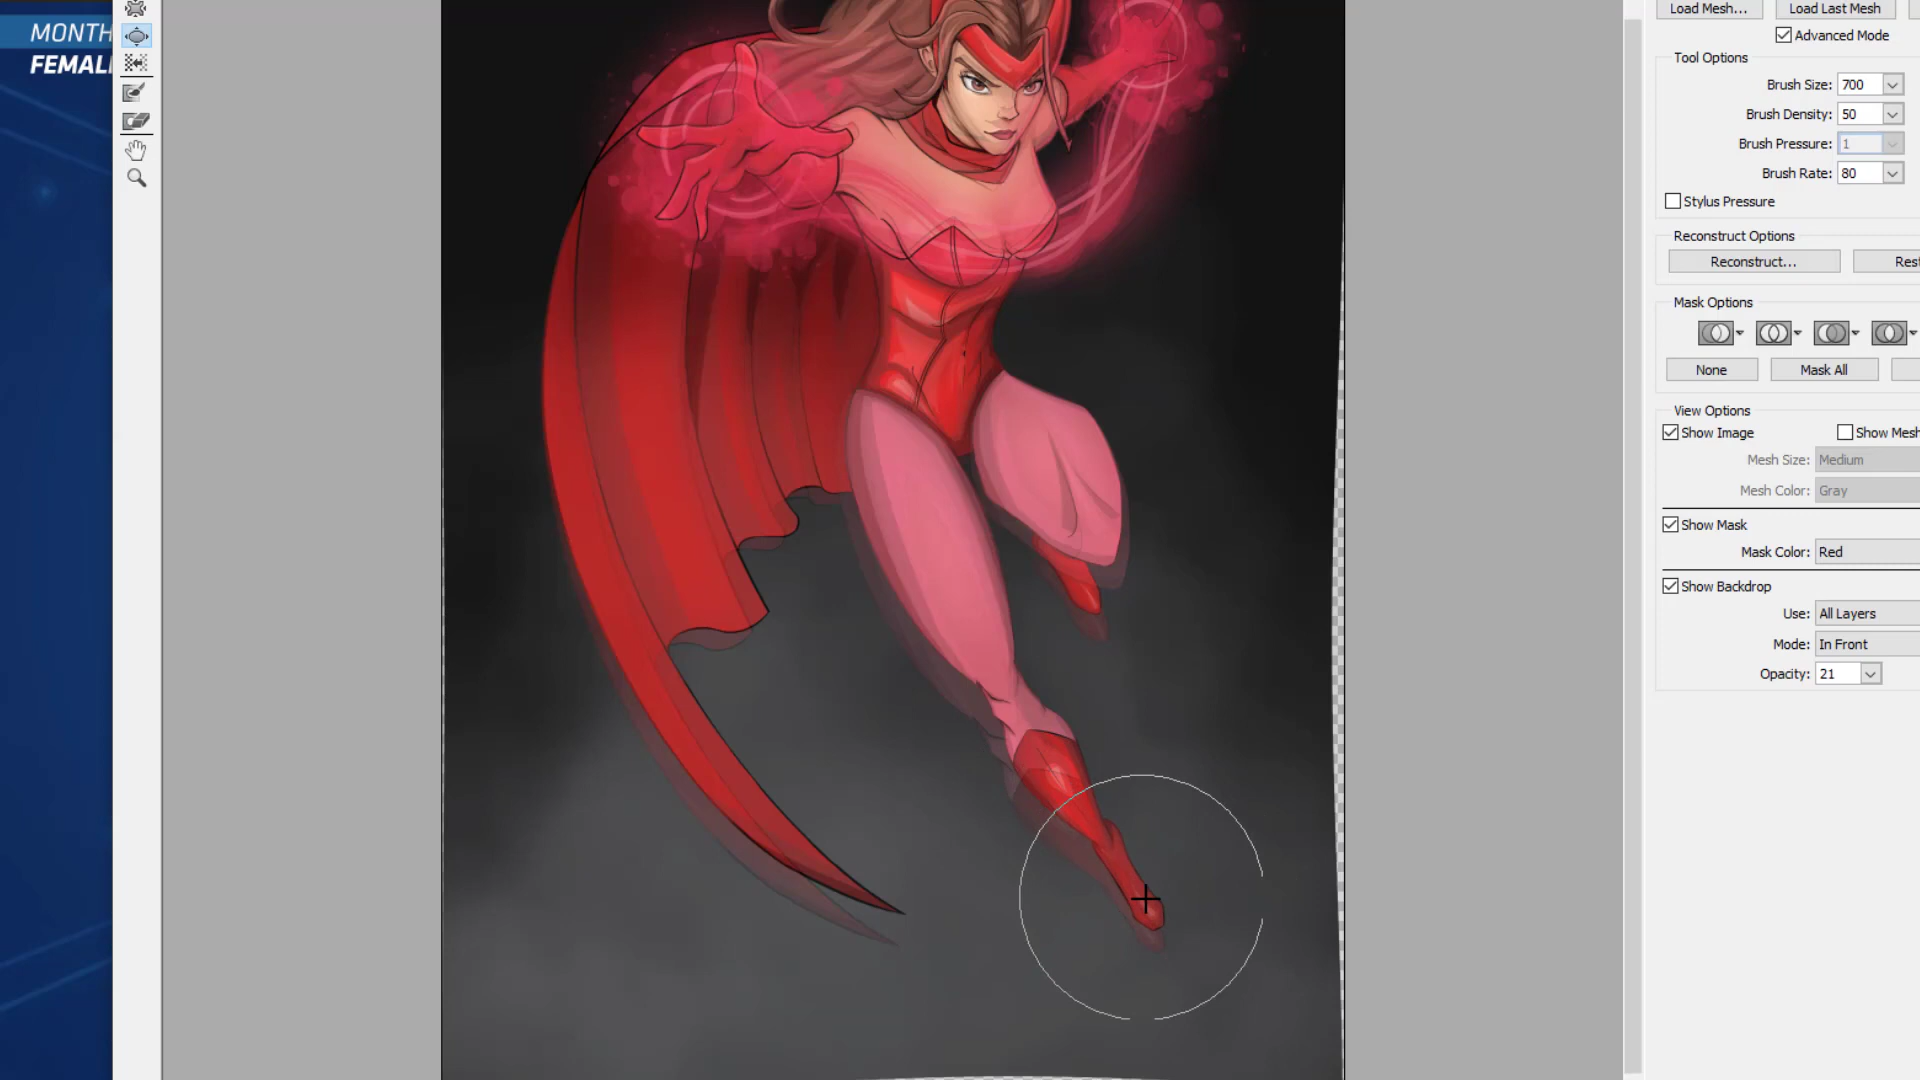 MONTH
FEMAL
Load Mesh...
Load Last Mesh
Advanced Mode
Tool Options
Brush Size: 700
Brush Density: 50
Brush Pressure: 1
Brush Rate: 80
Stylus Pressure
Reconstruct Options
Reconstruct...
Rest
Mask Options
None
Mask All
View Options
Show Image
Show Mesh
Mesh Size: Medium
Mesh Color: Gray
Show Mask
Mask Color: Red
Show Backdrop
Use: All Layers
Mode: In Front
Opacity: 21